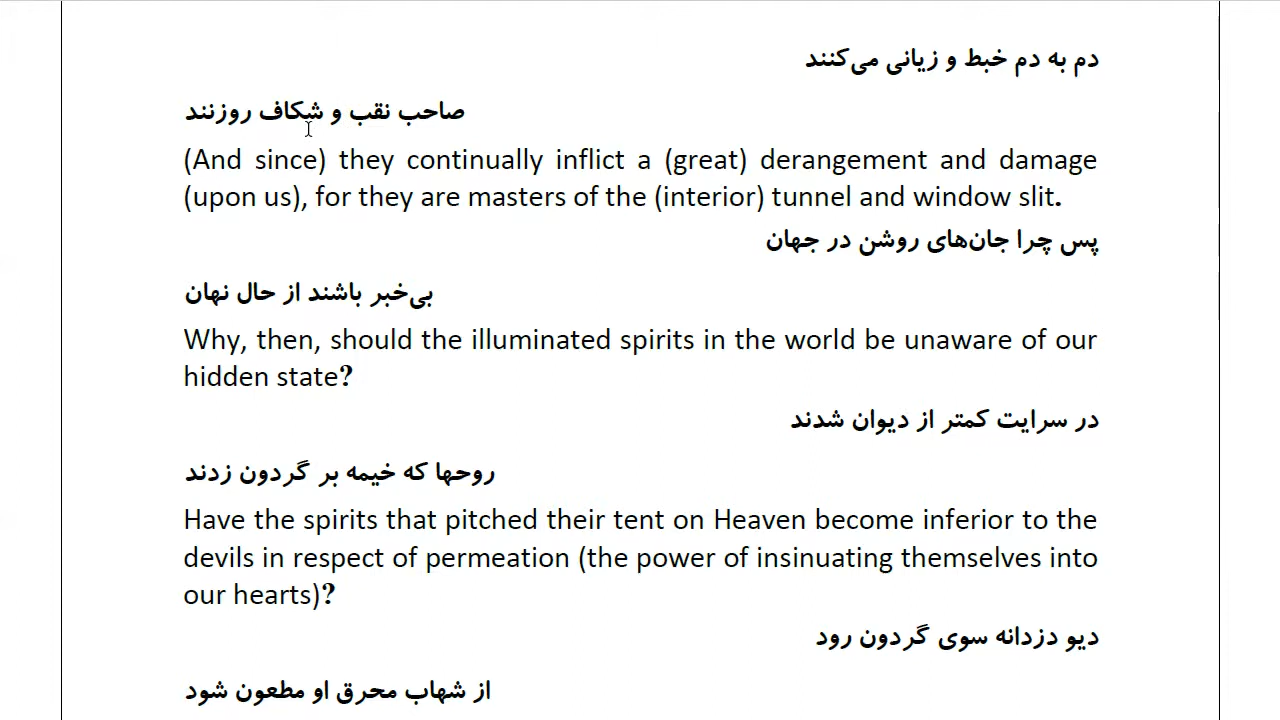 دم به دم خبط و زیانی می‌کنند
صاحب نقب و شکاف روزنند
(And since) they continually inflict a (great) derangement and damage
(upon us), for they are masters of the (interior) tunnel and window slit.
پس چرا جان‌های روشن در جهان
بی‌خبر باشند از حال نهان
Why, then, should the illuminated spirits in the world be unaware of our
hidden state?
در سرایت کمتر از دیوان شدند
روحها که خیمه بر گردون زدند
Have the spirits that pitched their tent on Heaven become inferior to the
devils in respect of permeation (the power of insinuating themselves into
our hearts)?
دیو دزدانه سوی گردون رود
از شهاب محرق او مطعون شود